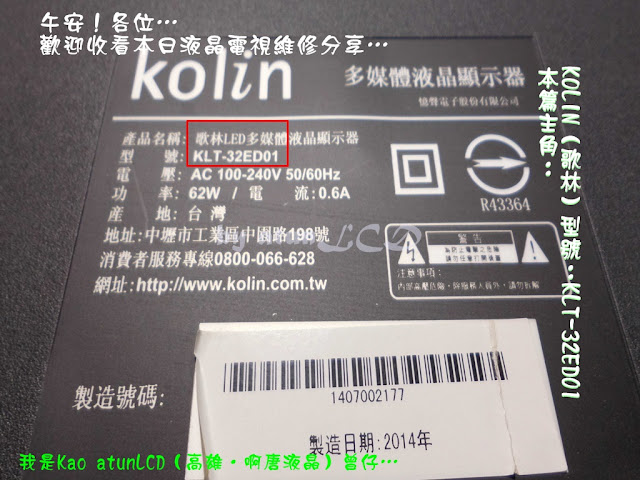 午安！各位…
歡迎收看本日液晶電視維修分享…
kolin 多媒體液晶顯示器
憶聲電子股份有限公司
產品名稱: 歌林LED多媒體液晶顯示器
型 號: KLT-32ED01
電 壓: AC 100-240V 50/60Hz
功 率: 62W / 電 流: 0.6A
產 地: 台灣
地址: 中壢市工業區中園路198號
消費者服務專線0800-066-628
網址: http://www.kolin.com.tw
R43364
警告
注意事項:
by atunLCD
製造號碼:
1407002177
製造日期: 2014年
本篇主角..
KOLIN (歌林) 型號..KLT-32ED01
我是Kao atunLCD (高雄．啊唐液晶) 曾仔…